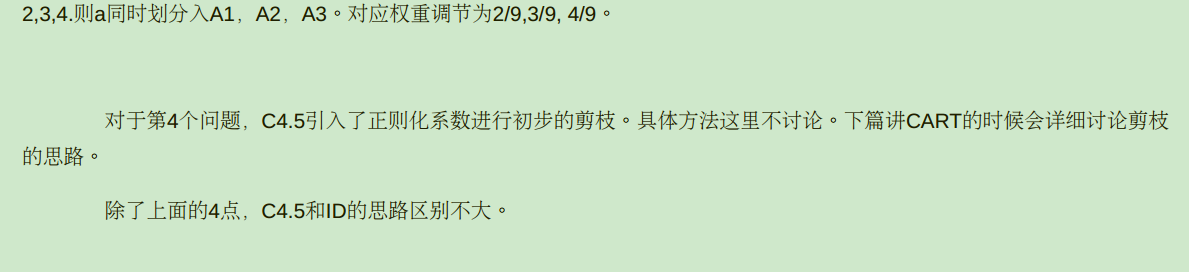 2,3,4.则a同时划分入A1，A2，A3。对应权重调节为2/9,3/9, 4/9。
对于第4个问题，C4.5引入了正则化系数进行初步的剪枝。具体方法这里不讨论。下篇讲CART的时候会详细讨论剪枝
的思路。
除了上面的4点，C4.5和ID的思路区别不大。